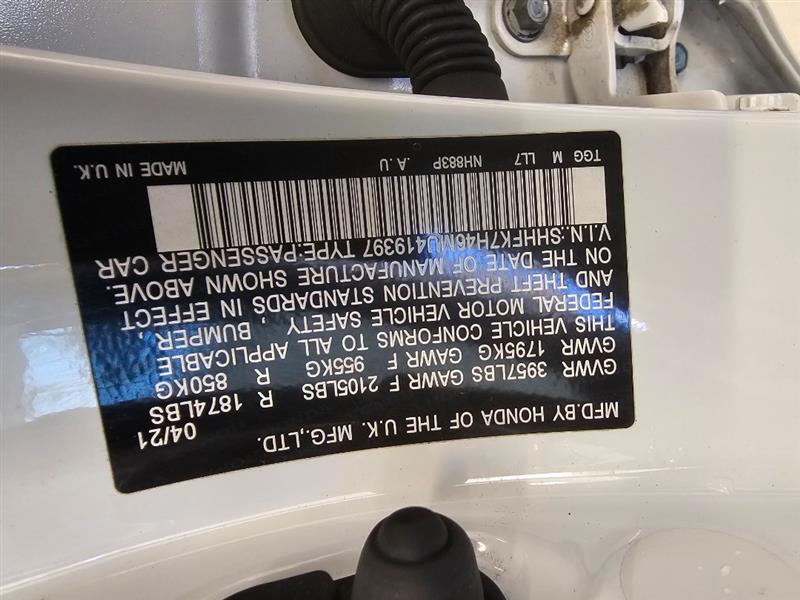 MFD.BY HONDA OF THE U.K. MFG.,LTD.
04/21
GVWR 3957LBS GAWR F 2105LBS R 1874LBS
GVWR 1795KG GAWR F 955KG R 850KG
THIS VEHICLE CONFORMS TO ALL APPLICABLE
FEDERAL MOTOR VEHICLE SAFETY, BUMPER,
AND THEFT PREVENTION STANDARDS IN EFFECT
ON THE DATE OF MANUFACTURE SHOWN ABOVE.
V.I.N.:SHHFK7H46MU419397 TYPE:PASSENGER CAR
TGG M LL7 NH883P .A.U MADE IN U.K.